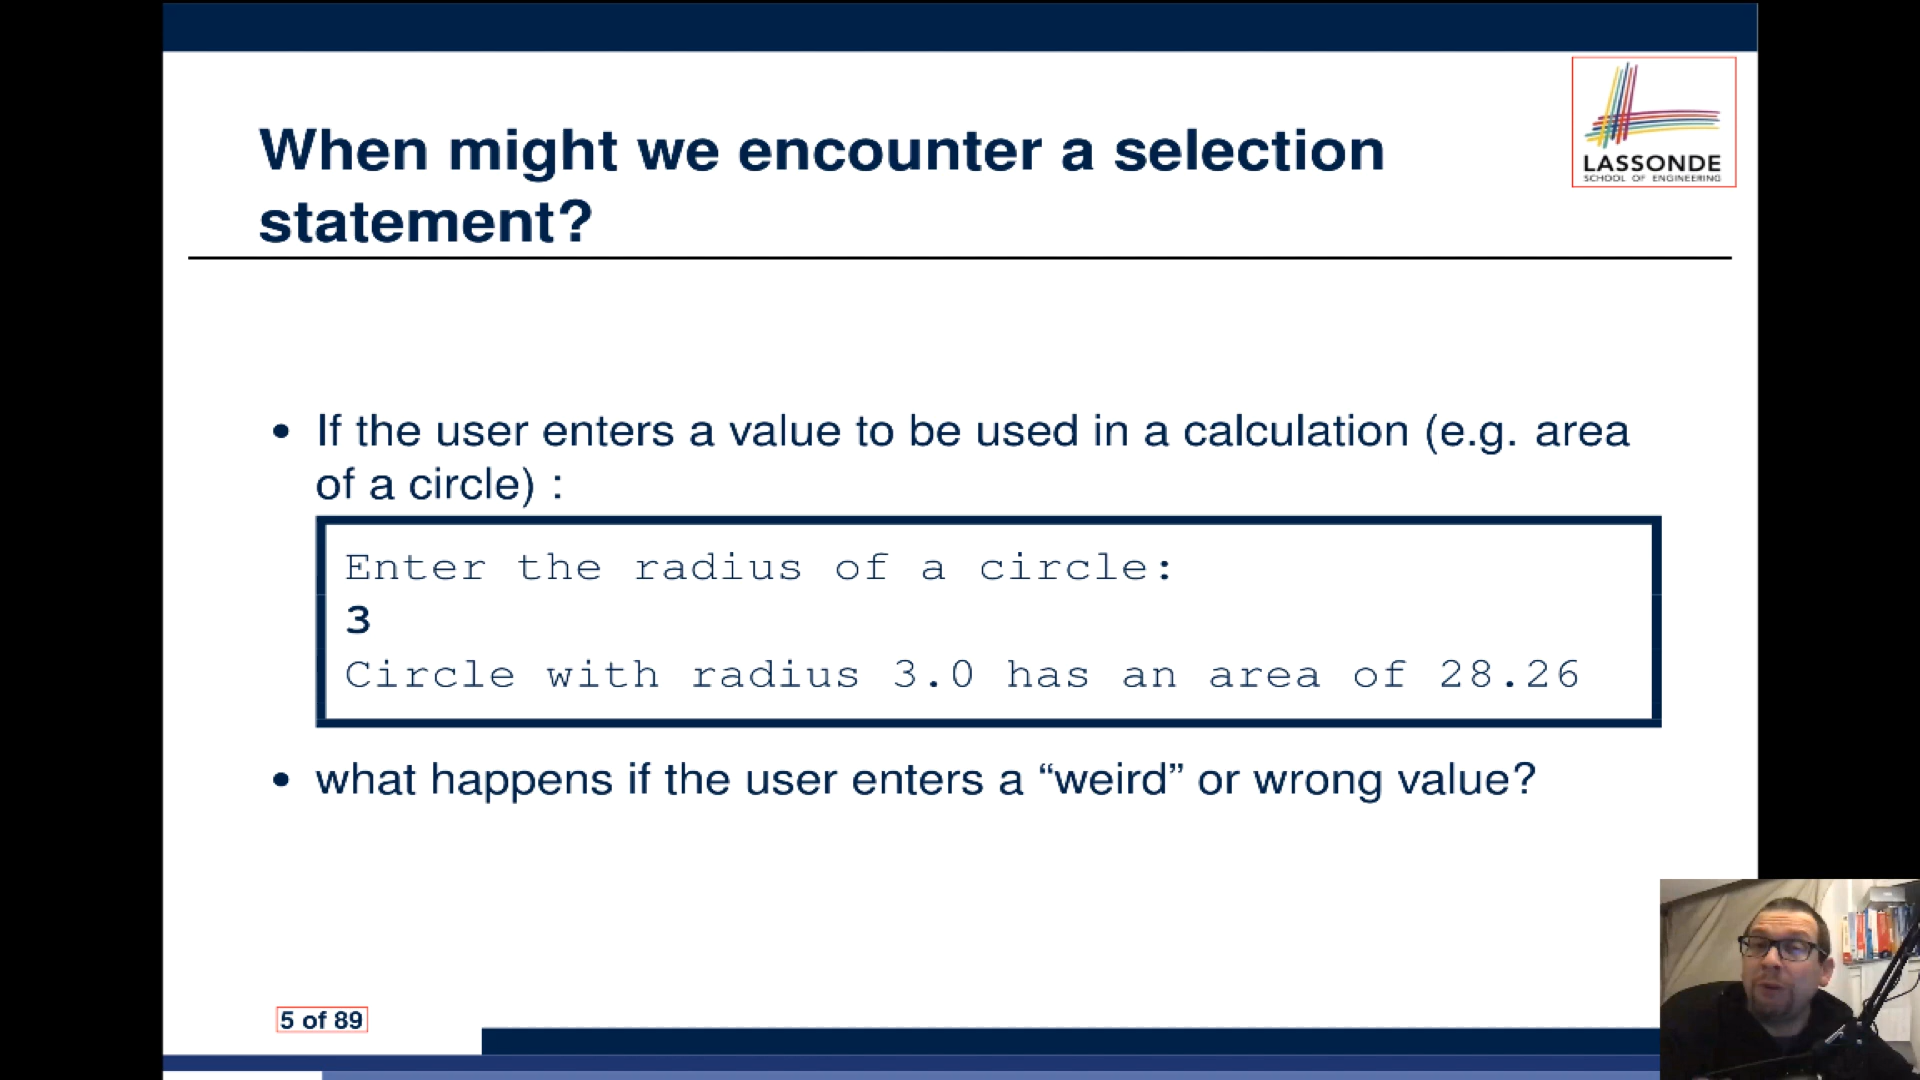 LASSONDE
SCHOOL OF ENGINEERING
When might we encounter a selection
statement?
• If the user enters a value to be used in a calculation (e.g. area
of a circle) :
Enter the radius of a circle:
3
Circle with radius 3.0 has an area of 28.26
• what happens if the user enters a “weird” or wrong value?
5 of 89